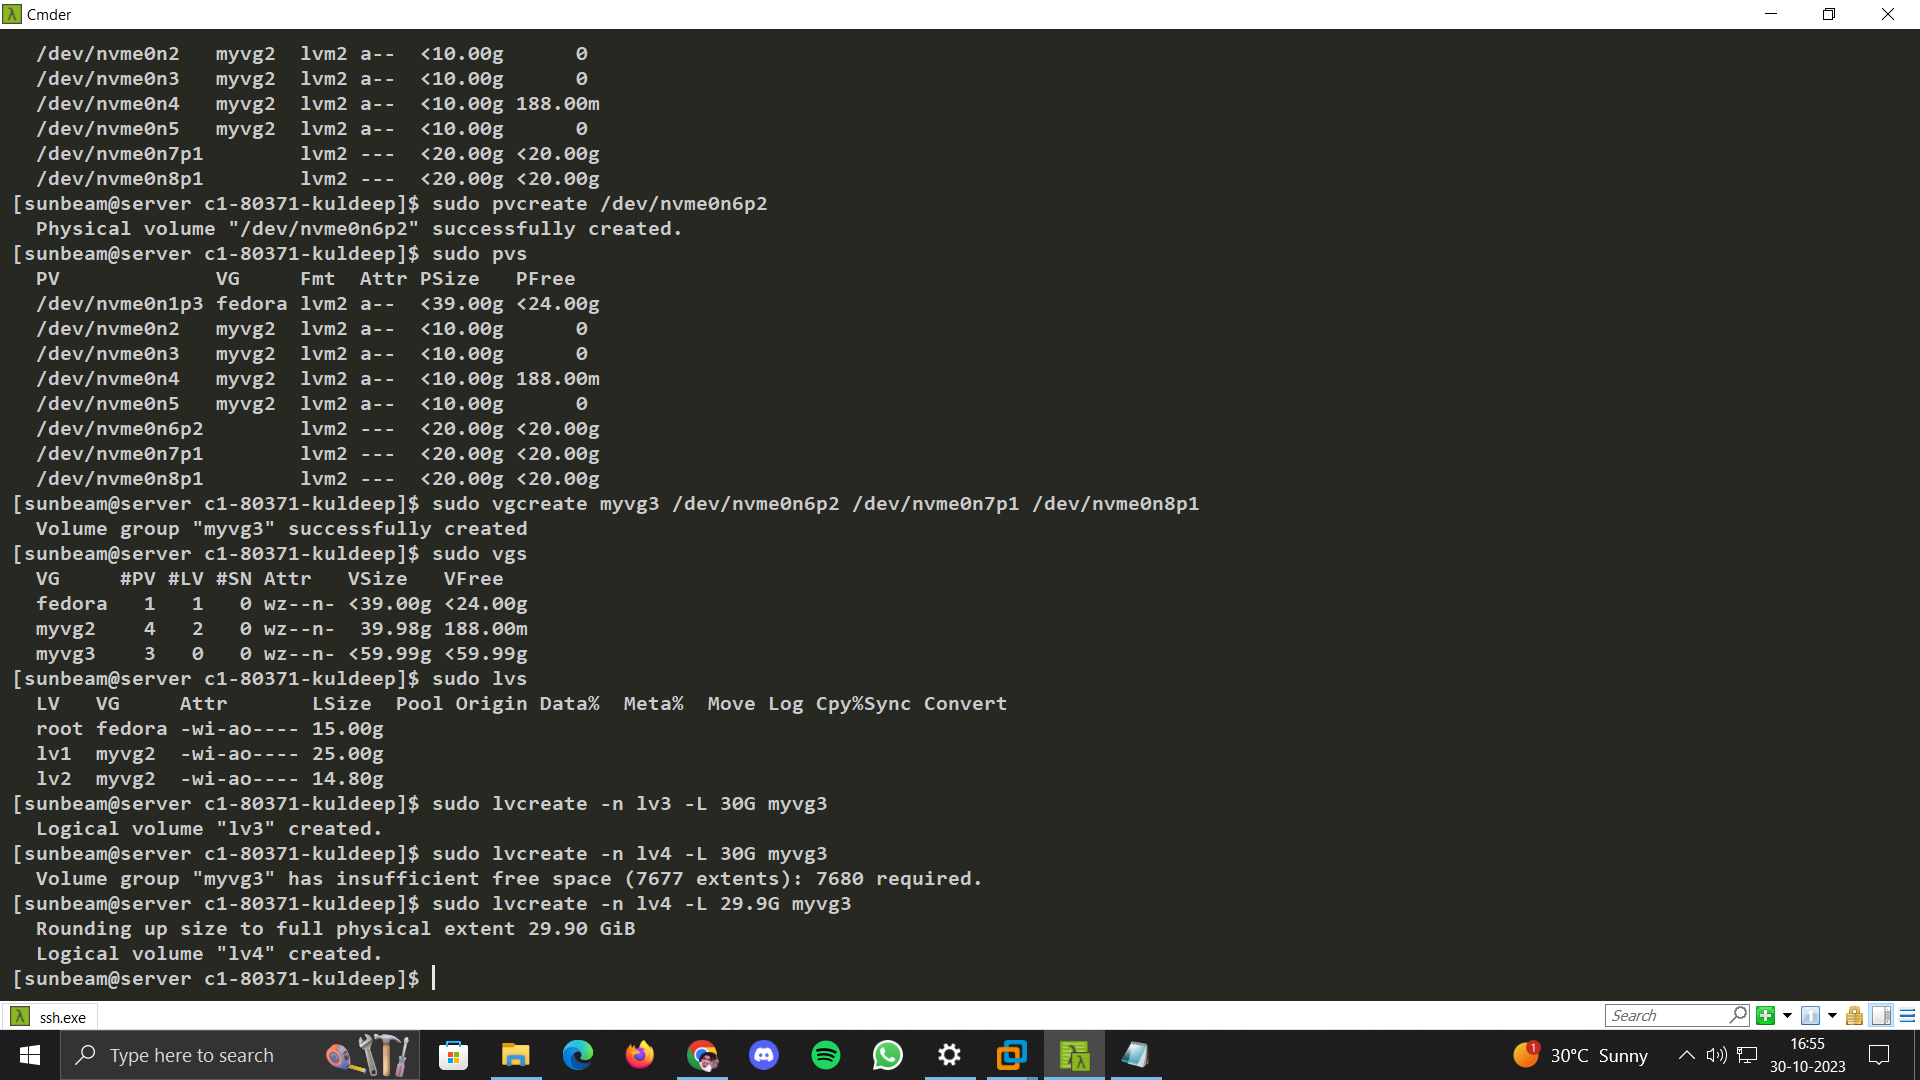 Cmder
/dev/nvme0n2   myvg2  lvm2 a--  <10.00g      0
/dev/nvme0n3   myvg2  lvm2 a--  <10.00g      0
/dev/nvme0n4   myvg2  lvm2 a--  <10.00g 188.00m
/dev/nvme0n5   myvg2  lvm2 a--  <10.00g      0
/dev/nvme0n7p1        lvm2 ---  <20.00g <20.00g
/dev/nvme0n8p1        lvm2 ---  <20.00g <20.00g
[sunbeam@server c1-80371-kuldeep]$ sudo pvcreate /dev/nvme0n6p2
Physical volume "/dev/nvme0n6p2" successfully created.
[sunbeam@server c1-80371-kuldeep]$ sudo pvs
PV             VG     Fmt  Attr PSize   PFree
/dev/nvme0n1p3 fedora lvm2 a--  <39.00g <24.00g
/dev/nvme0n2   myvg2  lvm2 a--  <10.00g      0
/dev/nvme0n3   myvg2  lvm2 a--  <10.00g      0
/dev/nvme0n4   myvg2  lvm2 a--  <10.00g 188.00m
/dev/nvme0n5   myvg2  lvm2 a--  <10.00g      0
/dev/nvme0n6p2        lvm2 ---  <20.00g <20.00g
/dev/nvme0n7p1        lvm2 ---  <20.00g <20.00g
/dev/nvme0n8p1        lvm2 ---  <20.00g <20.00g
[sunbeam@server c1-80371-kuldeep]$ sudo vgcreate myvg3 /dev/nvme0n6p2 /dev/nvme0n7p1 /dev/nvme0n8p1
Volume group "myvg3" successfully created
[sunbeam@server c1-80371-kuldeep]$ sudo vgs
VG     #PV #LV #SN Attr   VSize   VFree
fedora   1   1   0 wz--n- <39.00g <24.00g
myvg2    4   2   0 wz--n-  39.98g 188.00m
myvg3    3   0   0 wz--n- <59.99g <59.99g
[sunbeam@server c1-80371-kuldeep]$ sudo lvs
LV   VG     Attr       LSize  Pool Origin Data%  Meta%  Move Log Cpy%Sync Convert
root fedora -wi-ao---- 15.00g
lv1  myvg2  -wi-ao---- 25.00g
lv2  myvg2  -wi-ao---- 14.80g
[sunbeam@server c1-80371-kuldeep]$ sudo lvcreate -n lv3 -L 30G myvg3
Logical volume "lv3" created.
[sunbeam@server c1-80371-kuldeep]$ sudo lvcreate -n lv4 -L 30G myvg3
Volume group "myvg3" has insufficient free space (7677 extents): 7680 required.
[sunbeam@server c1-80371-kuldeep]$ sudo lvcreate -n lv4 -L 29.9G myvg3
Rounding up size to full physical extent 29.90 GiB
Logical volume "lv4" created.
[sunbeam@server c1-80371-kuldeep]$
ssh.exe
Search
Type here to search
1
30°C Sunny
16:55
30-10-2023